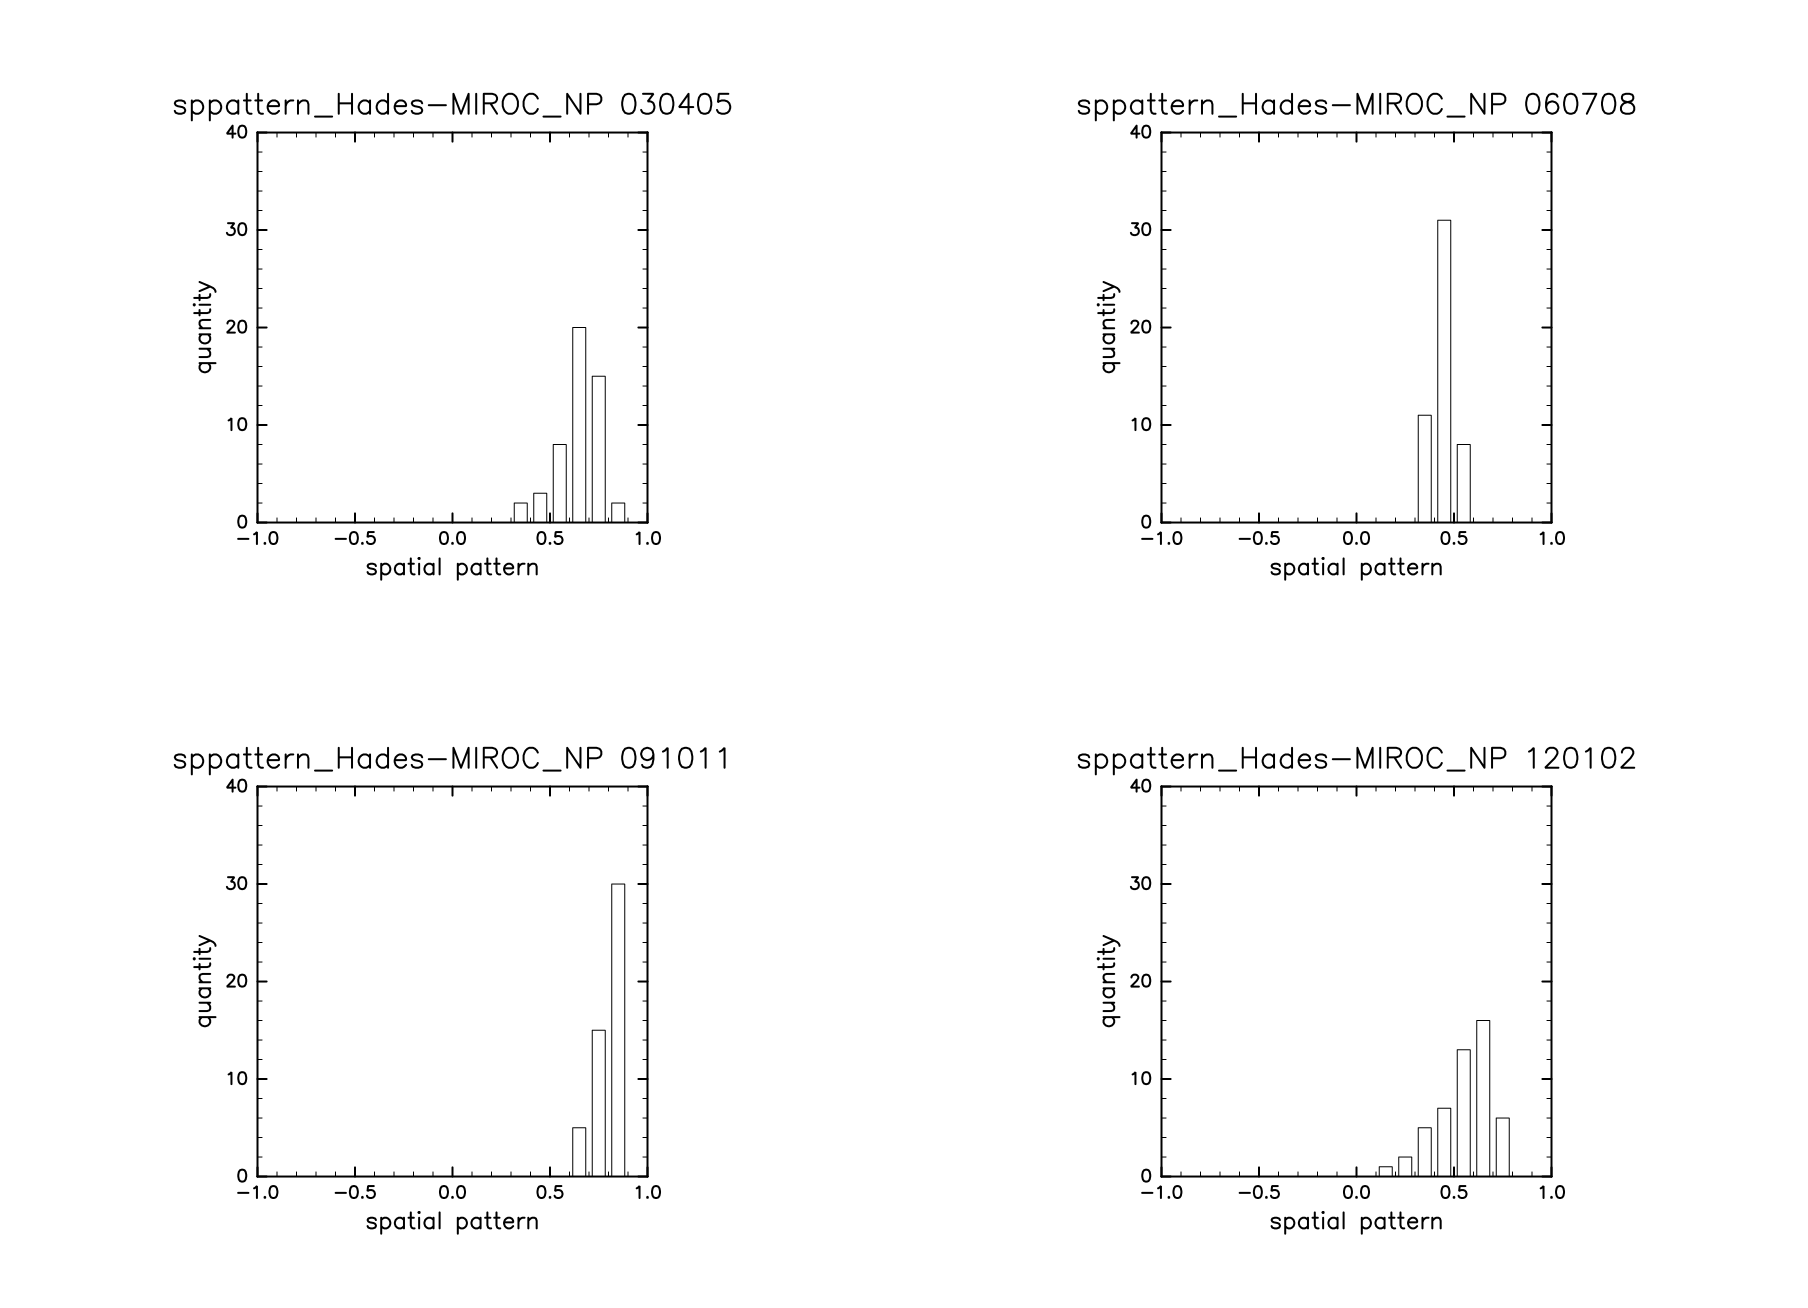 sppattern_Hades-MIROC_NP 030405
40
30
20
10
0
quantity
-1.0 -0.5 0.0 0.5 1.0
spatial pattern
sppattern_Hades-MIROC_NP 060708
40
30
20
10
0
quantity
-1.0 -0.5 0.0 0.5 1.0
spatial pattern
sppattern_Hades-MIROC_NP 091011
40
30
20
10
0
quantity
-1.0 -0.5 0.0 0.5 1.0
spatial pattern
sppattern_Hades-MIROC_NP 120102
40
30
20
10
0
quantity
-1.0 -0.5 0.0 0.5 1.0
spatial pattern